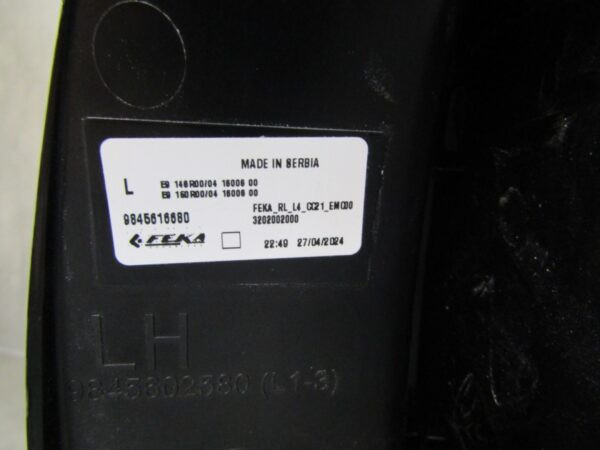 MADE IN SERBIA
L
E9 148R00/04 16006 00
E9 150R00/04 16006 00
9845616680
FEKA_RL_L4_CC21_EMC00
3202002000
FEKA
22:49 27/04/2024
LH
9845602680 (L1-3)